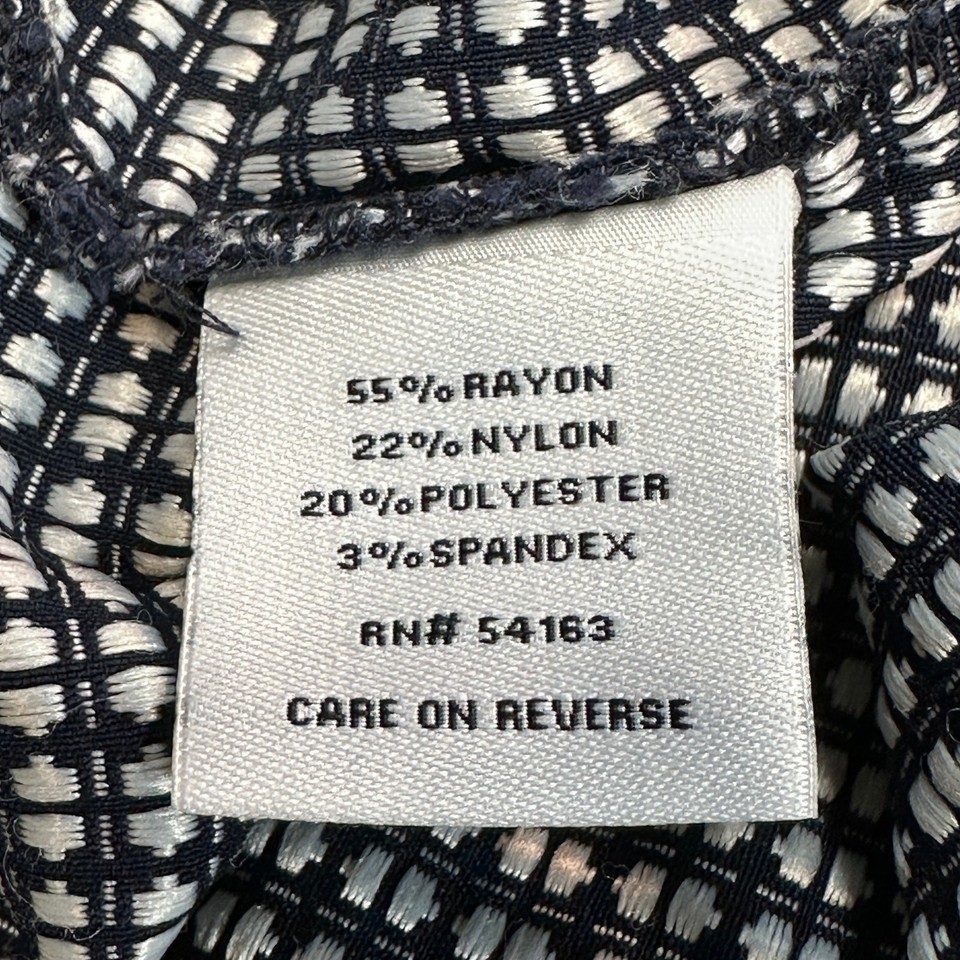 55% RAYON
22% NYLON
20% POLYESTER
3% SPANDEX
RN# 54163
CARE ON REVERSE